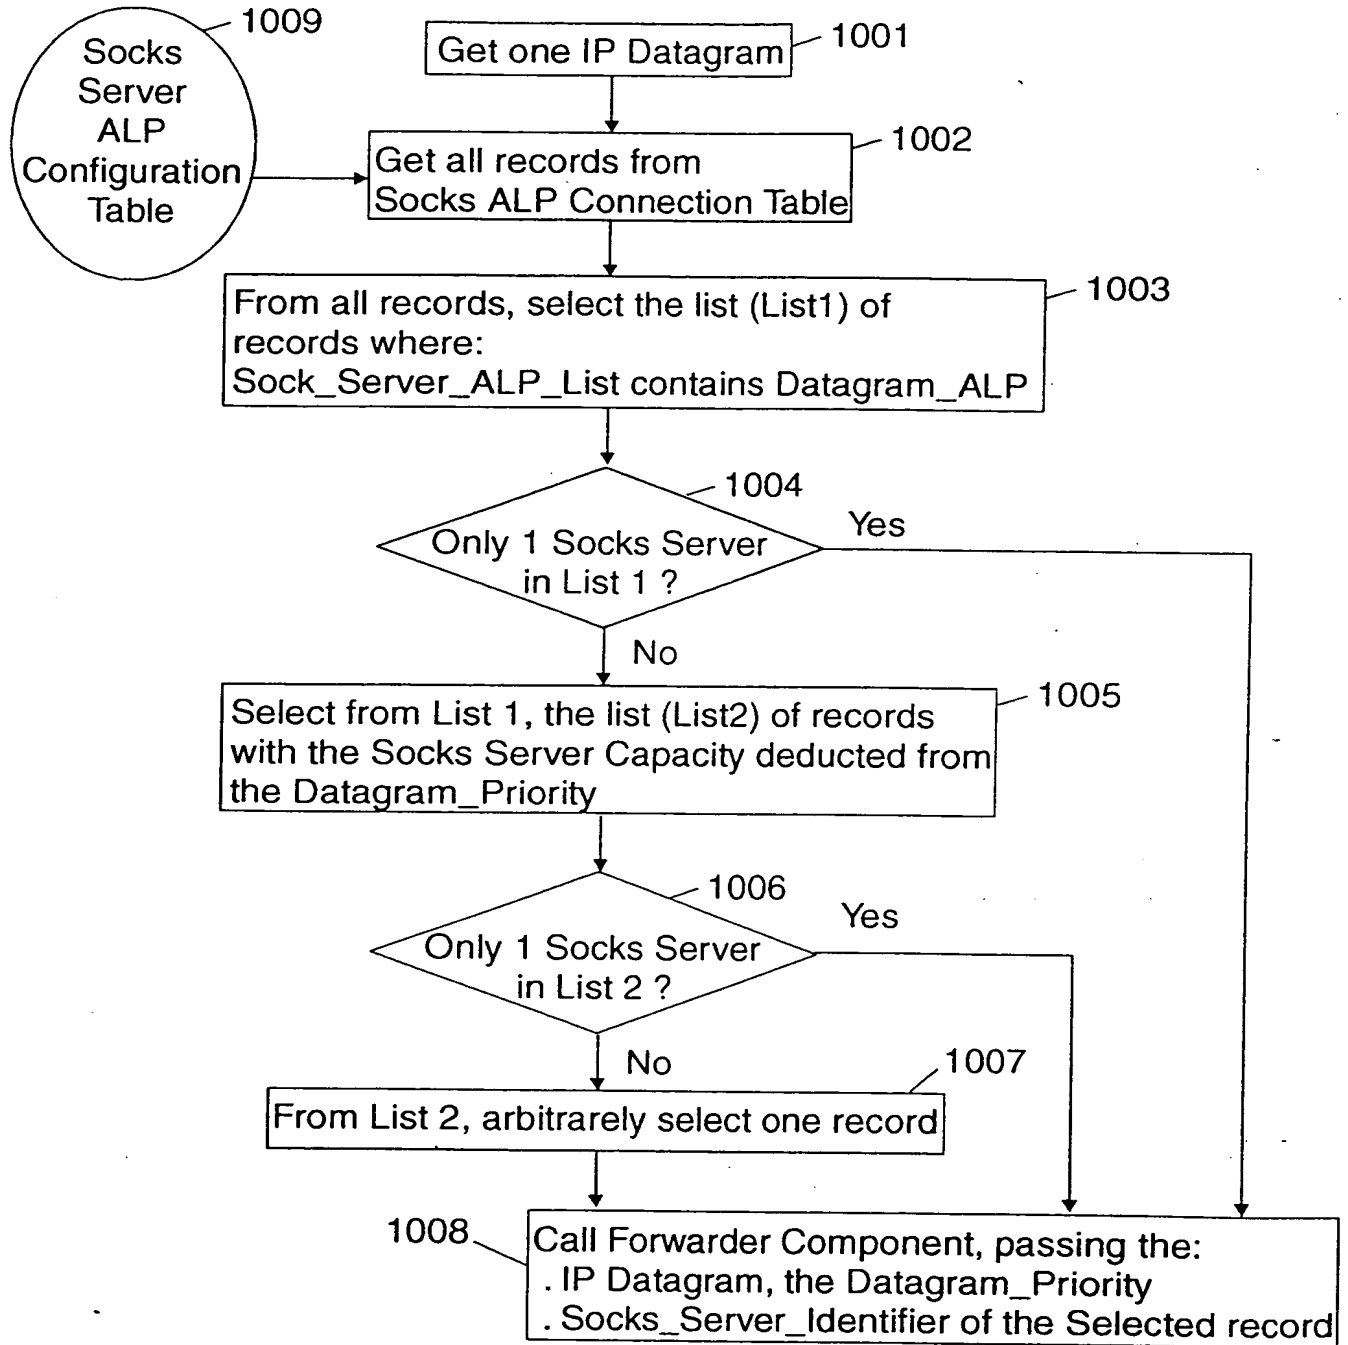 1009
Socks
Server
ALP
Configuration
Table
Get one IP Datagram
1001
Get all records from
Socks ALP Connection Table
1002
From all records, select the list (List1) of
records where:
Sock_Server_ALP_List contains Datagram_ALP
1003
1004
Only 1 Socks Server
in List 1 ?
Yes
No
Select from List 1, the list (List2) of records
with the Socks Server Capacity deducted from
the Datagram_Priority
1005
1006
Only 1 Socks Server
in List 2 ?
Yes
No
1007
From List 2, arbitrarely select one record
1008
Call Forwarder Component, passing the:
. IP Datagram, the Datagram_Priority
. Socks_Server_Identifier of the Selected record